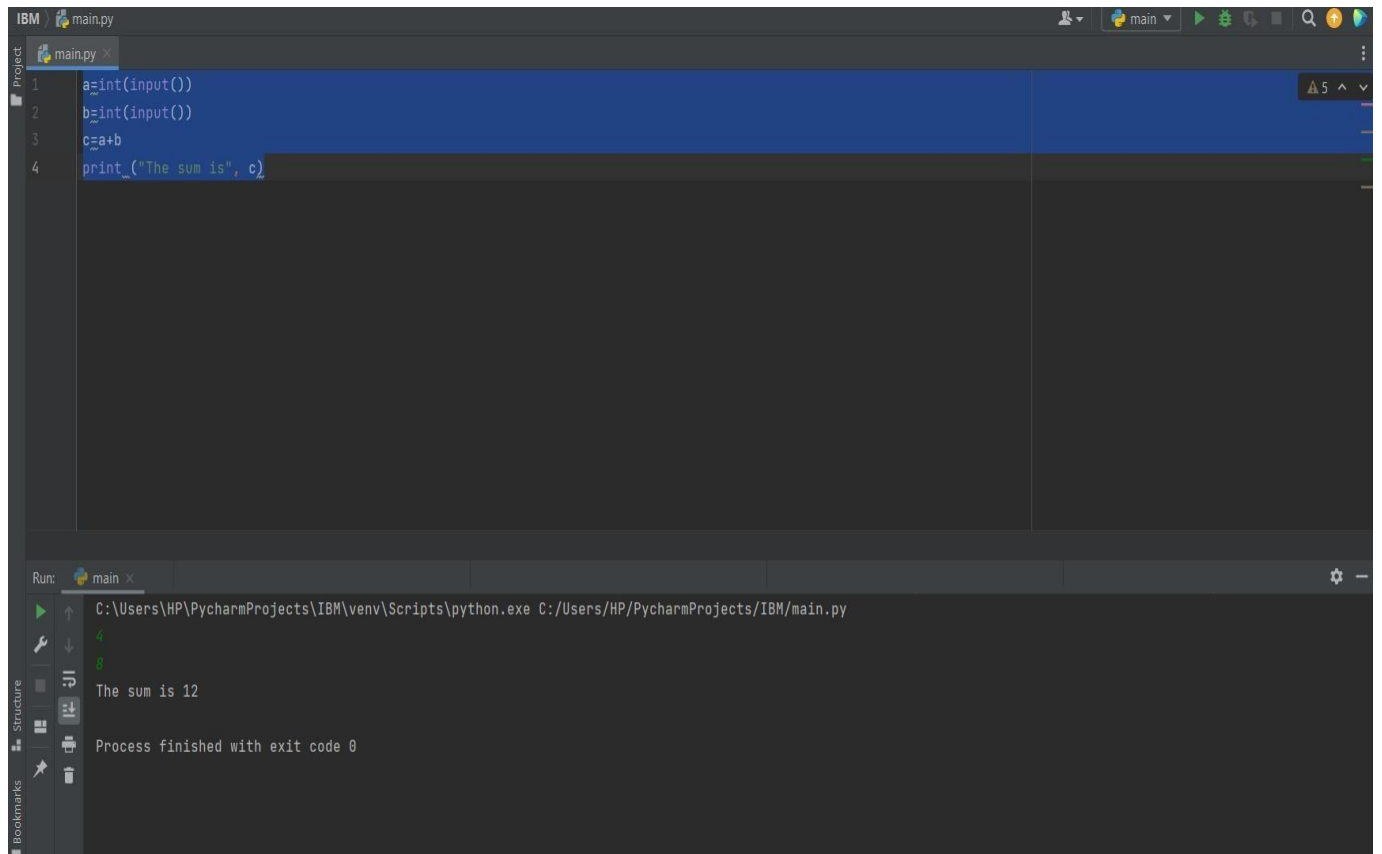 IBM main.py
main
Project
main.py
1 a=int(input())
2 b=int(input())
3 c=a+b
4 print ("The sum is", c)
5
Run: main
C:\Users\HP\PycharmProjects\IBM\venv\Scripts\python.exe C:/Users/HP/PycharmProjects/IBM/main.py
4
8
The sum is 12
Process finished with exit code 0
Structure
Bookmarks